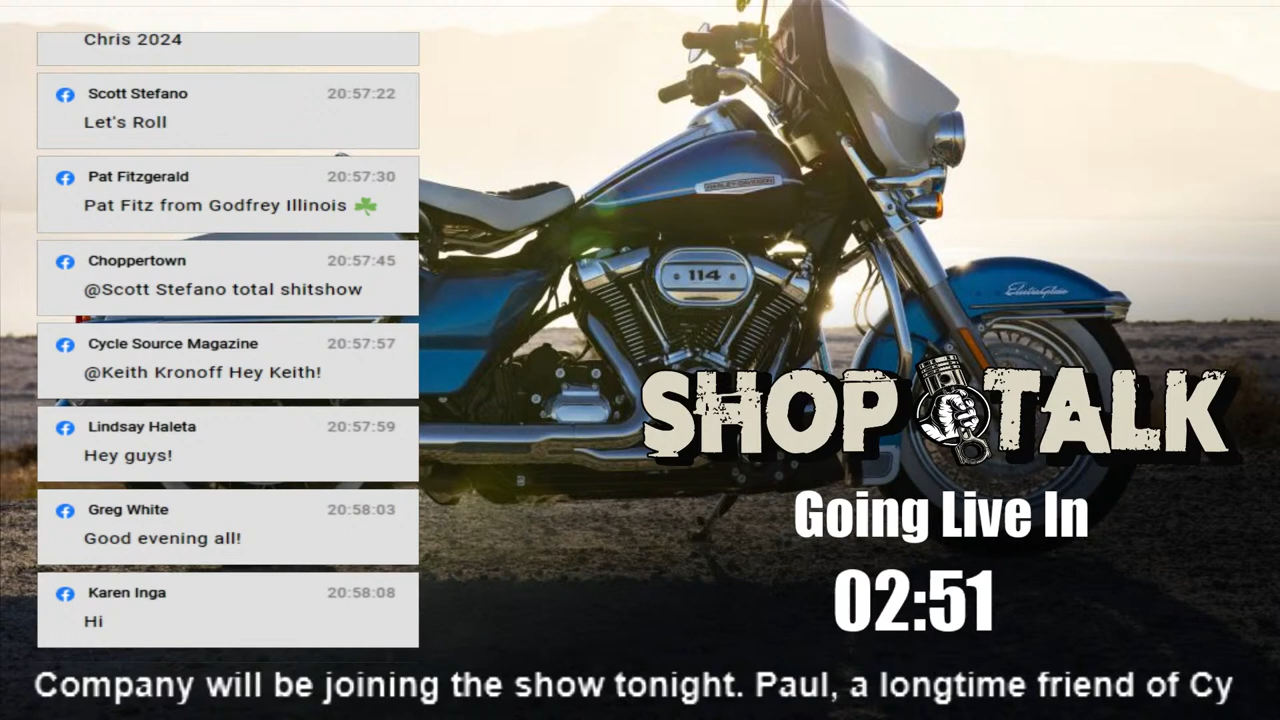 Chris 2024
Scott Stefano 20:57:22
Let's Roll
Pat Fitzgerald 20:57:30
Pat Fitz from Godfrey Illinois ☘️
Choppertown 20:57:45
@Scott Stefano total shitshow
Cycle Source Magazine 20:57:57
@Keith Kronoff Hey Keith!
Lindsay Haleta 20:57:59
Hey guys!
Greg White 20:58:03
Good evening all!
Karen Inga 20:58:08
Hi
HARLEY-DAVIDSON
114
ElectraGlide
SHOP TALK
Going Live In
02:51
Company will be joining the show tonight. Paul, a longtime friend of Cy